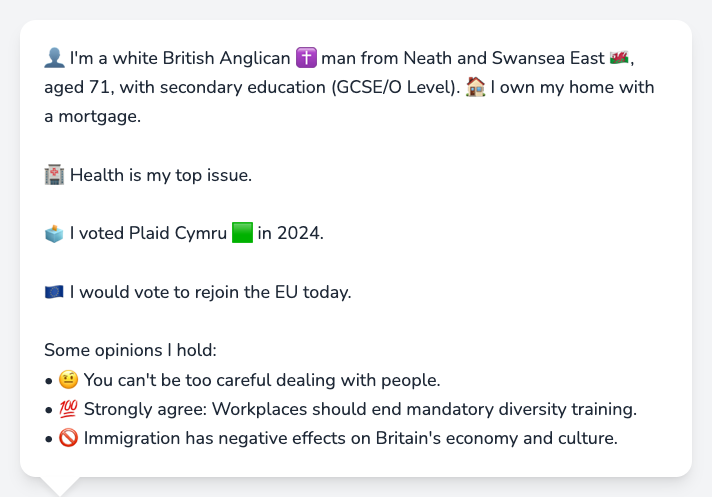 👤 I'm a white British Anglican ✝️ man from Neath and Swansea East 🏴󠁧󠁢󠁷󠁬󠁳󠁿,
aged 71, with secondary education (GCSE/O Level). 🏠 I own my home with
a mortgage.
🏥 Health is my top issue.
🗳️ I voted Plaid Cymru 🟩 in 2024.
🇪🇺 I would vote to rejoin the EU today.
Some opinions I hold:
• 🤨 You can't be too careful dealing with people.
• 💯 Strongly agree: Workplaces should end mandatory diversity training.
• 🚫 Immigration has negative effects on Britain's economy and culture.